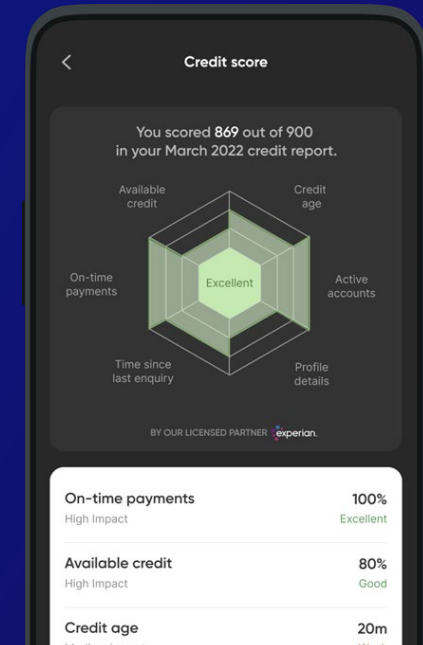 Credit score
You scored 869 out of 900
in your March 2022 credit report.
Available
credit
Credit
age
On-time
payments
Excellent
Active
accounts
Time since
last enquiry
Profile
details
BY OUR LICENSED PARTNER experian.
On-time payments 100%
High Impact Excellent
Available credit 80%
High Impact Good
Credit age 20m